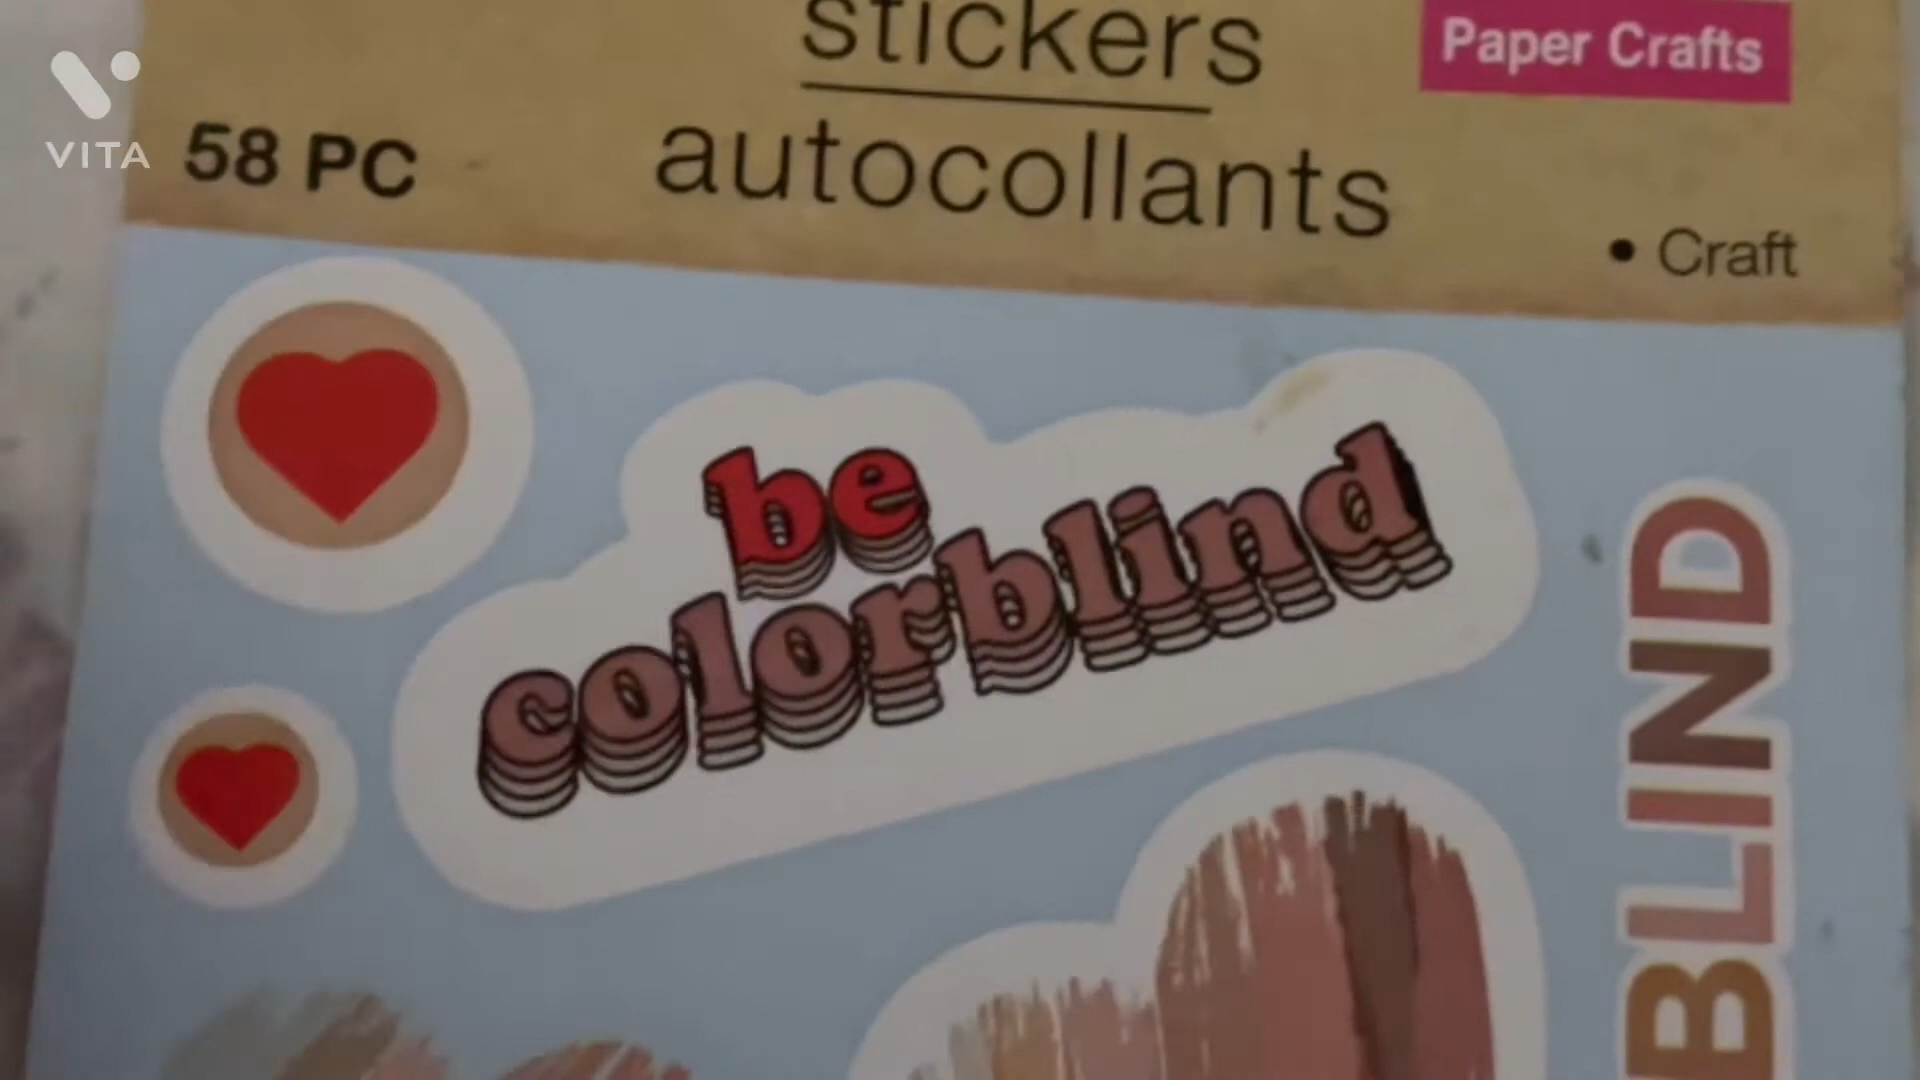 stickers
Paper Crafts
VITA
58 PC
autocollants
• Craft
be
colorblind
BLIND